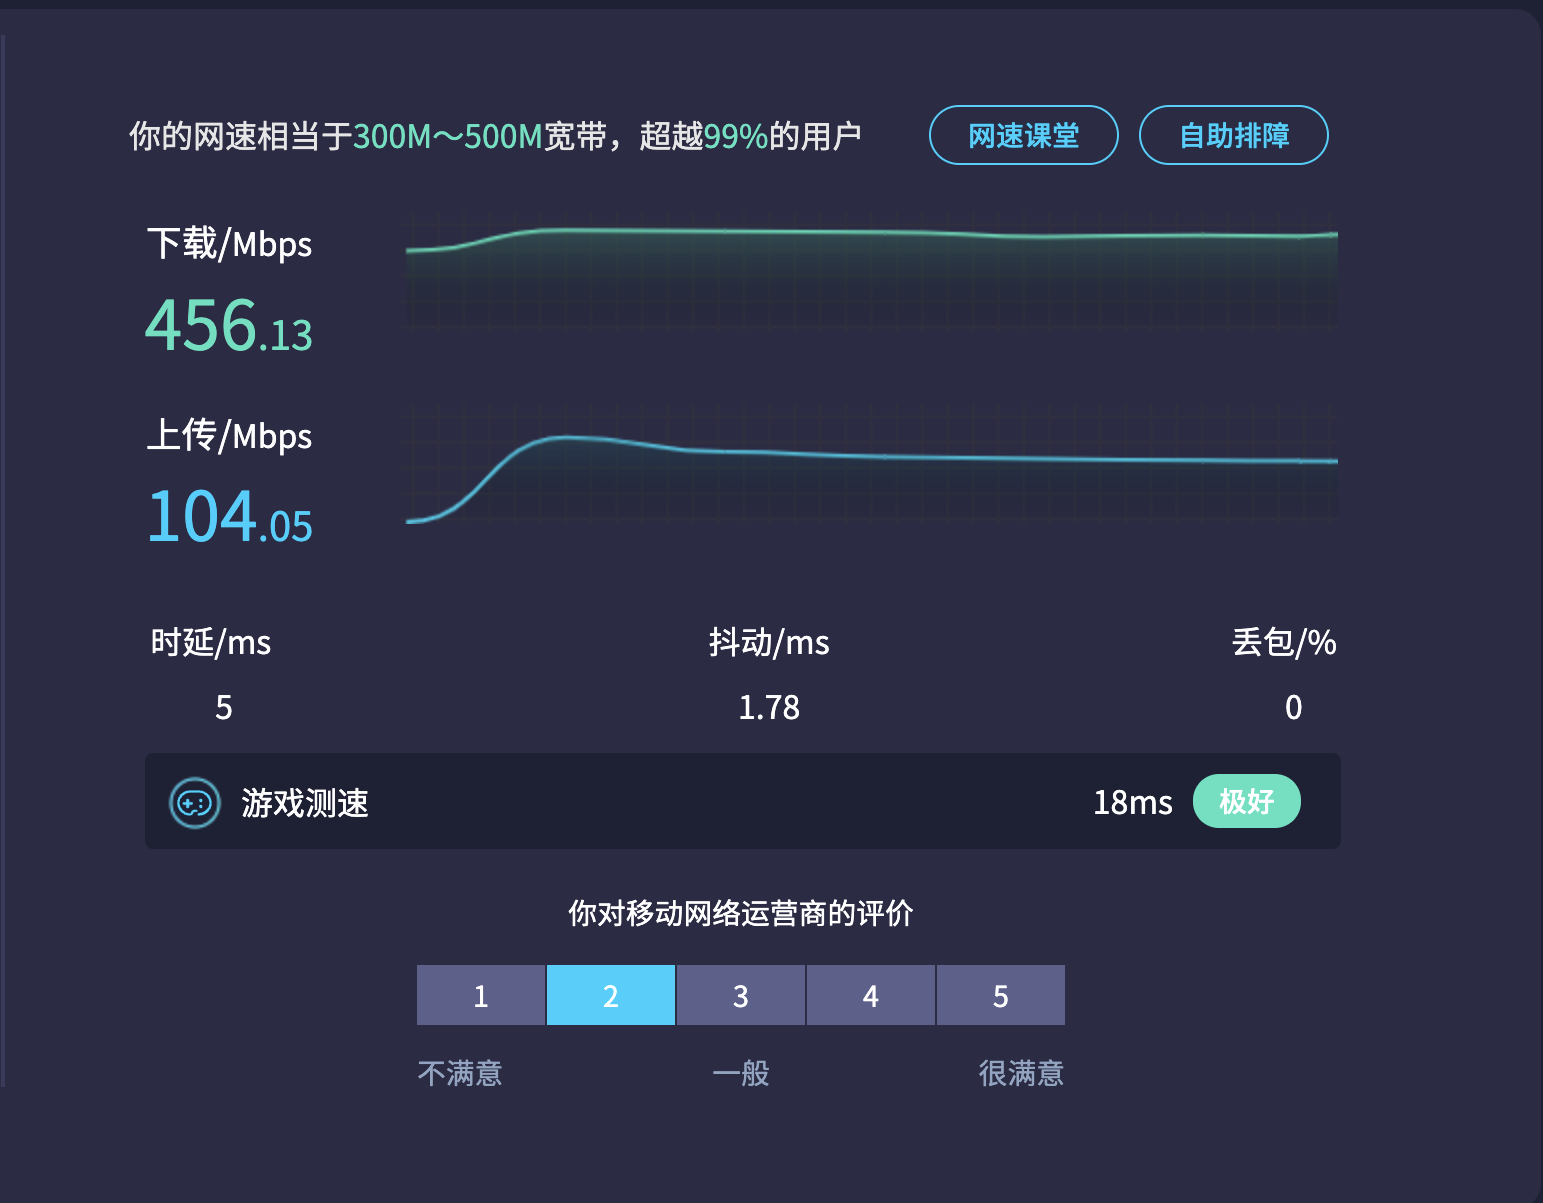 你的网速相当于300M～500M宽带，超越99%的用户 网速课堂 自助排障
下载/Mbps
456.13
上传/Mbps
104.05
时延/ms 抖动/ms 丢包/%
5 1.78 0
游戏测速 18ms 极好
你对移动网络运营商的评价
1 2 3 4 5
不满意 一般 很满意